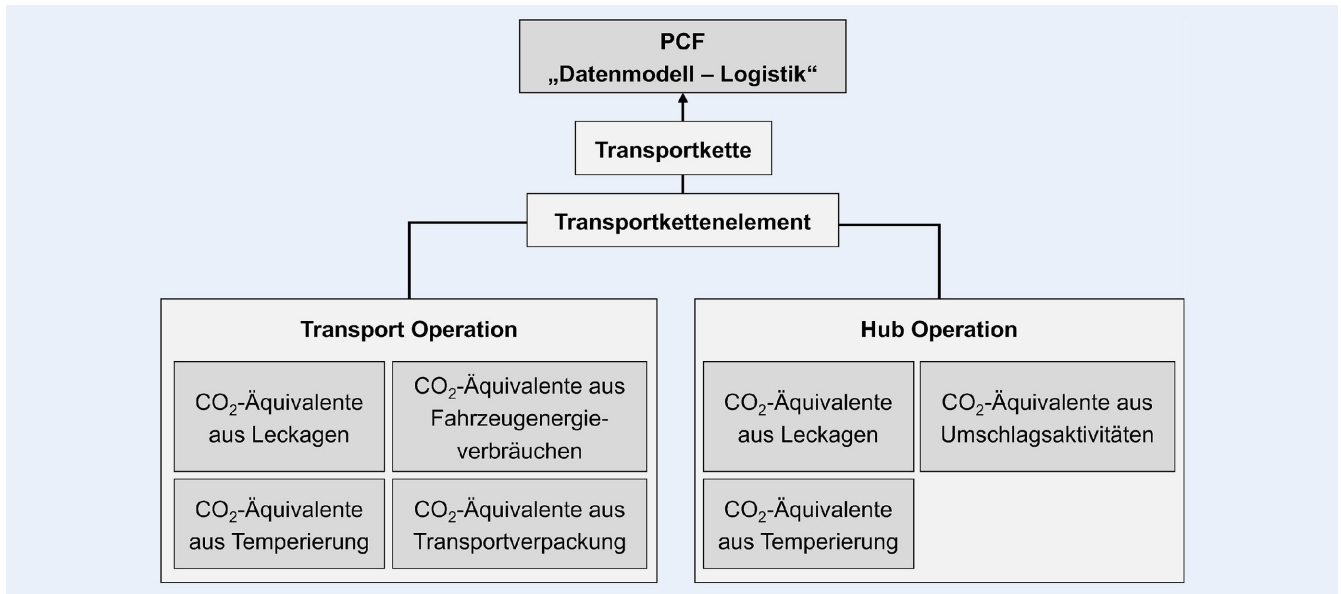 PCF
„Datenmodell – Logistik“
Transportkette
Transportkettenelement
Transport Operation
CO₂-Äquivalente
aus Leckagen
CO₂-Äquivalente aus
Fahrzeugenergie-
verbräuchen
CO₂-Äquivalente
aus Temperierung
CO₂-Äquivalente aus
Transportverpackung
Hub Operation
CO₂-Äquivalente
aus Leckagen
CO₂-Äquivalente aus
Umschlagsaktivitäten
CO₂-Äquivalente
aus Temperierung